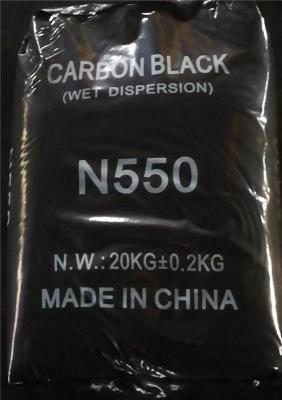 CARBON BLACK
(WET DISPERSION)
N550
N.W.:20KG±0.2KG
MADE IN CHINA